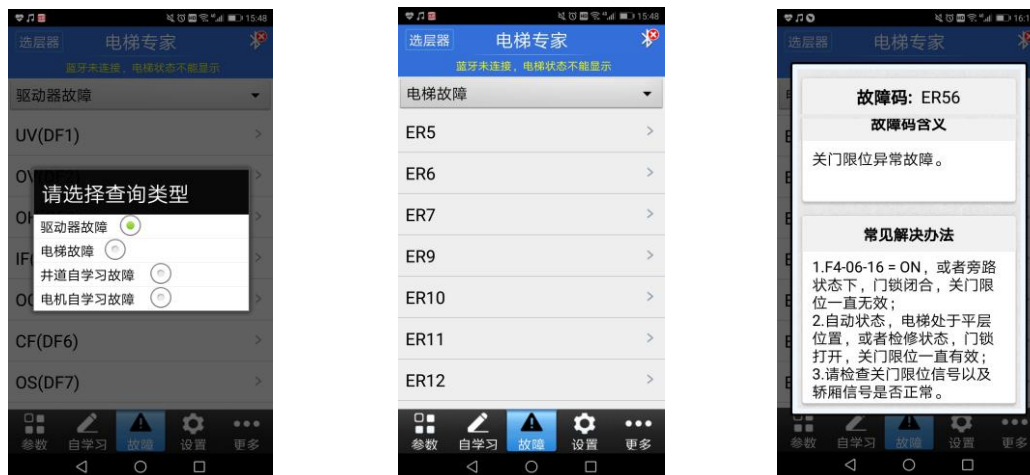 15:48
选层器
电梯专家
蓝牙未连接，电梯状态不能显示
驱动器故障
UV(DF1)
请选择查询类型
驱动器故障
电梯故障
井道自学习故障
电机自学习故障
CF(DF6)
OS(DF7)
参数
自学习
故障
设置
更多
15:48
选层器
电梯专家
蓝牙未连接，电梯状态不能显示
电梯故障
ER5
ER6
ER7
ER9
ER10
ER11
ER12
参数
自学习
故障
设置
更多
选层器
电梯专家
故障码: ER56
故障码含义
关门限位异常故障。
常见解决办法
1.F4-06-16 = ON，或者旁路
状态下，门锁闭合，关门限
位一直无效；
2.自动状态，电梯处于平层
位置，或者检修状态，门锁
打开，关门限位一直有效；
3.请检查关门限位信号以及
轿厢信号是否正常。
参数
自学习
故障
设置
更多